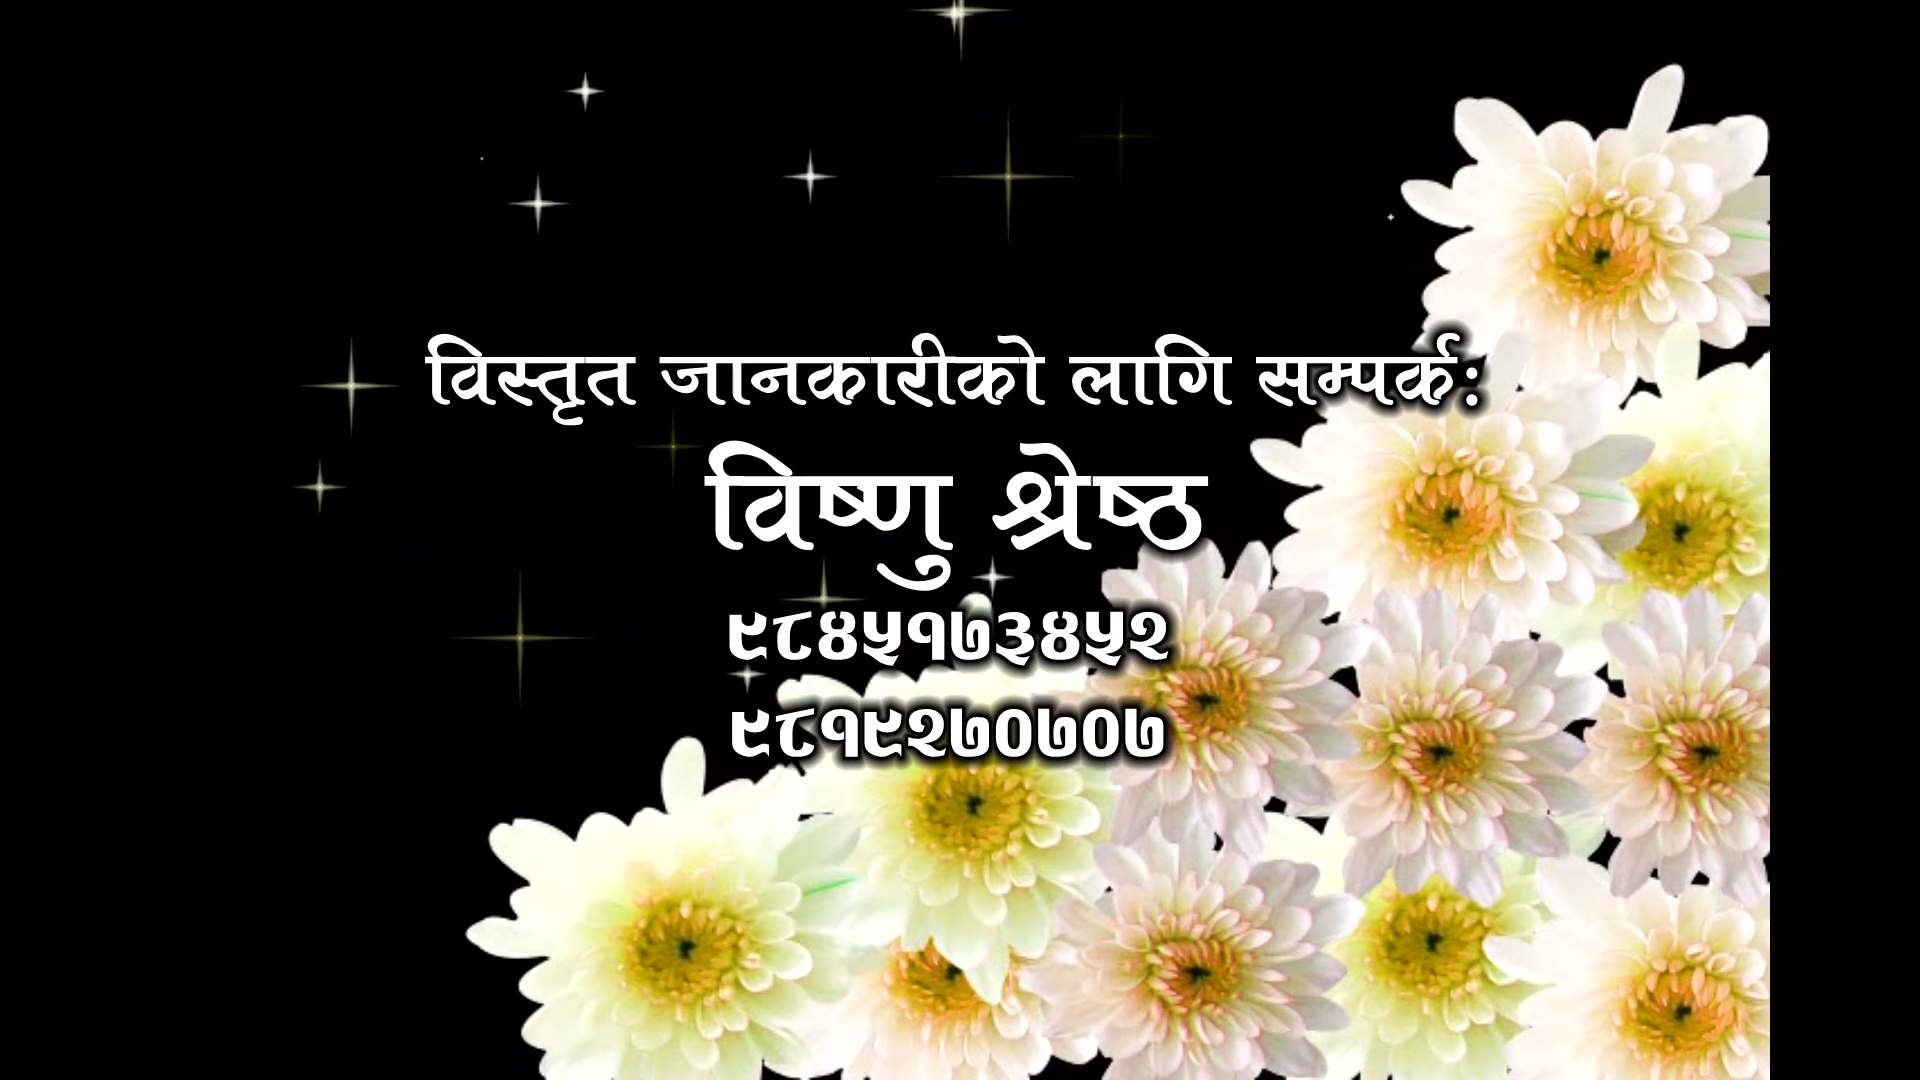 विस्तृत जानकारीको लागि सम्पर्कः
विष्णु श्रेष्ठ
९८४५१७३४५२
९८१९२७०७०७